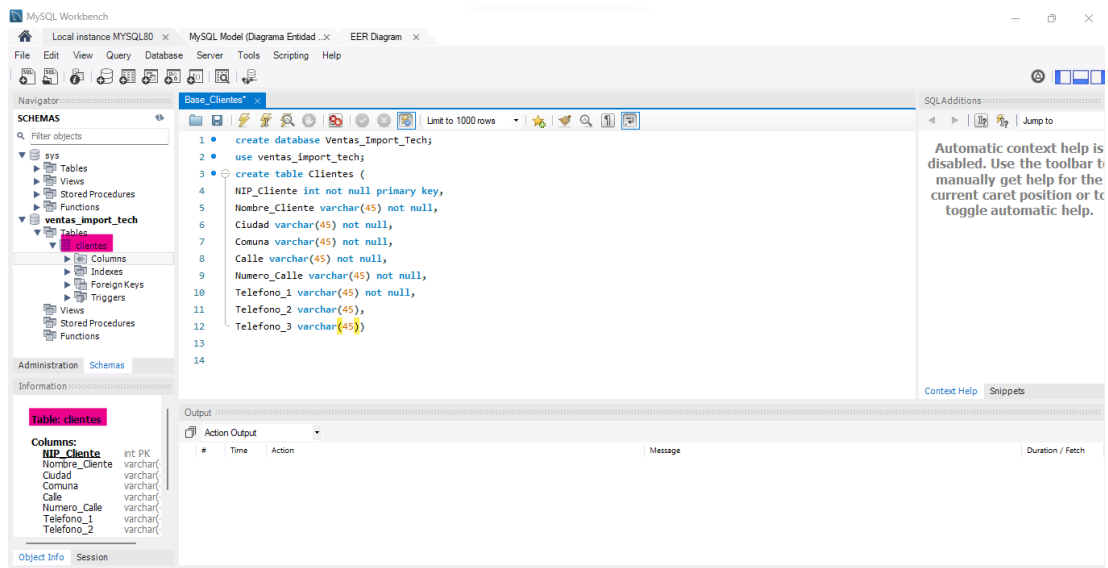 MySQL Workbench
Local instance MYSQL80 ×
MySQL Model (Diagrama Entidad ..×
EER Diagram ×
File Edit View Query Database Server Tools Scripting Help
Navigator
SCHEMAS
Filter objects
sys
Tables
Views
Stored Procedures
Functions
ventas_import_tech
Tables
clientes
Columns
Indexes
Foreign Keys
Triggers
Views
Stored Procedures
Functions
Administration Schemas
Information
Table: clientes
Columns:
NIP_Cliente int PK
Nombre_Cliente varchar(
Ciudad varchar(
Comuna varchar(
Calle varchar(
Numero_Calle varchar(
Telefono_1 varchar(
Telefono_2 varchar(
Object Info Session
Base_Clientes* ×
Limit to 1000 rows
1 create database Ventas_Import_Tech;
2 use ventas_import_tech;
3 create table Clientes (
4 NIP_Cliente int not null primary key,
5 Nombre_Cliente varchar(45) not null,
6 Ciudad varchar(45) not null,
7 Comuna varchar(45) not null,
8 Calle varchar(45) not null,
9 Numero_Calle varchar(45) not null,
10 Telefono_1 varchar(45) not null,
11 Telefono_2 varchar(45),
12 Telefono_3 varchar(45))
13
14
SQLAdditions
Jump to
Automatic context help is
disabled. Use the toolbar t
manually get help for the
current caret position or to
toggle automatic help.
Context Help Snippets
Output
Action Output
# Time Action Message Duration / Fetch